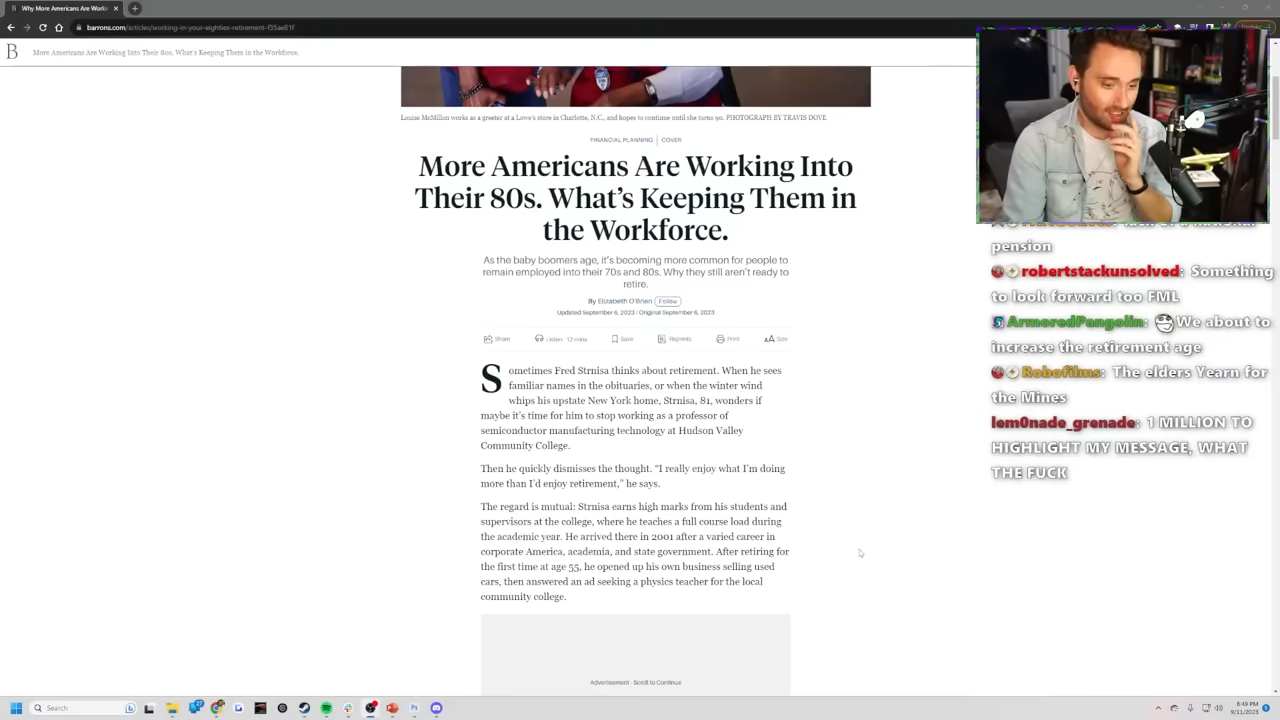 Why More Americans Are Working
barrons.com/articles/working-in-your-eighties-retirement-f35ae81f
B
More Americans Are Working Into Their 80s. What's Keeping Them in the Workforce.
Louise McMillon works as a greeter at a Lowe's store in Charlotte, N.C., and hopes to continue until she turns 90. PHOTOGRAPH BY TRAVIS DOVE
FINANCIAL PLANNING | COVER
More Americans Are Working Into
Their 80s. What's Keeping Them in
the Workforce.
As the baby boomers age, it's becoming more common for people to
remain employed into their 70s and 80s. Why they still aren't ready to
retire.
By Elizabeth O'Brien Follow
Updated September 6, 2023 / Original September 6, 2023
Share Listen · 12 mins Save Reprints Print AA Size
Sometimes Fred Strnisa thinks about retirement. When he sees
familiar names in the obituaries, or when the winter wind
whips his upstate New York home, Strnisa, 81, wonders if
maybe it's time for him to stop working as a professor of
semiconductor manufacturing technology at Hudson Valley
Community College.
Then he quickly dismisses the thought. "I really enjoy what I'm doing
more than I'd enjoy retirement," he says.
The regard is mutual: Strnisa earns high marks from his students and
supervisors at the college, where he teaches a full course load during
the academic year. He arrived there in 2001 after a varied career in
corporate America, academia, and state government. After retiring for
the first time at age 55, he opened up his own business selling used
cars, then answered an ad seeking a physics teacher for the local
community college.
Advertisement - Scroll to Continue
pension
robertstackunsolved: Something
to look forward too FML
ArmoredPangolin: We about to
increase the retirement age
Robofilms: The elders Yearn for
the Mines
lem0nade_grenade: 1 MILLION TO
HIGHLIGHT MY MESSAGE, WHAT
THE FUCK
Search
8:49 PM
9/11/2023